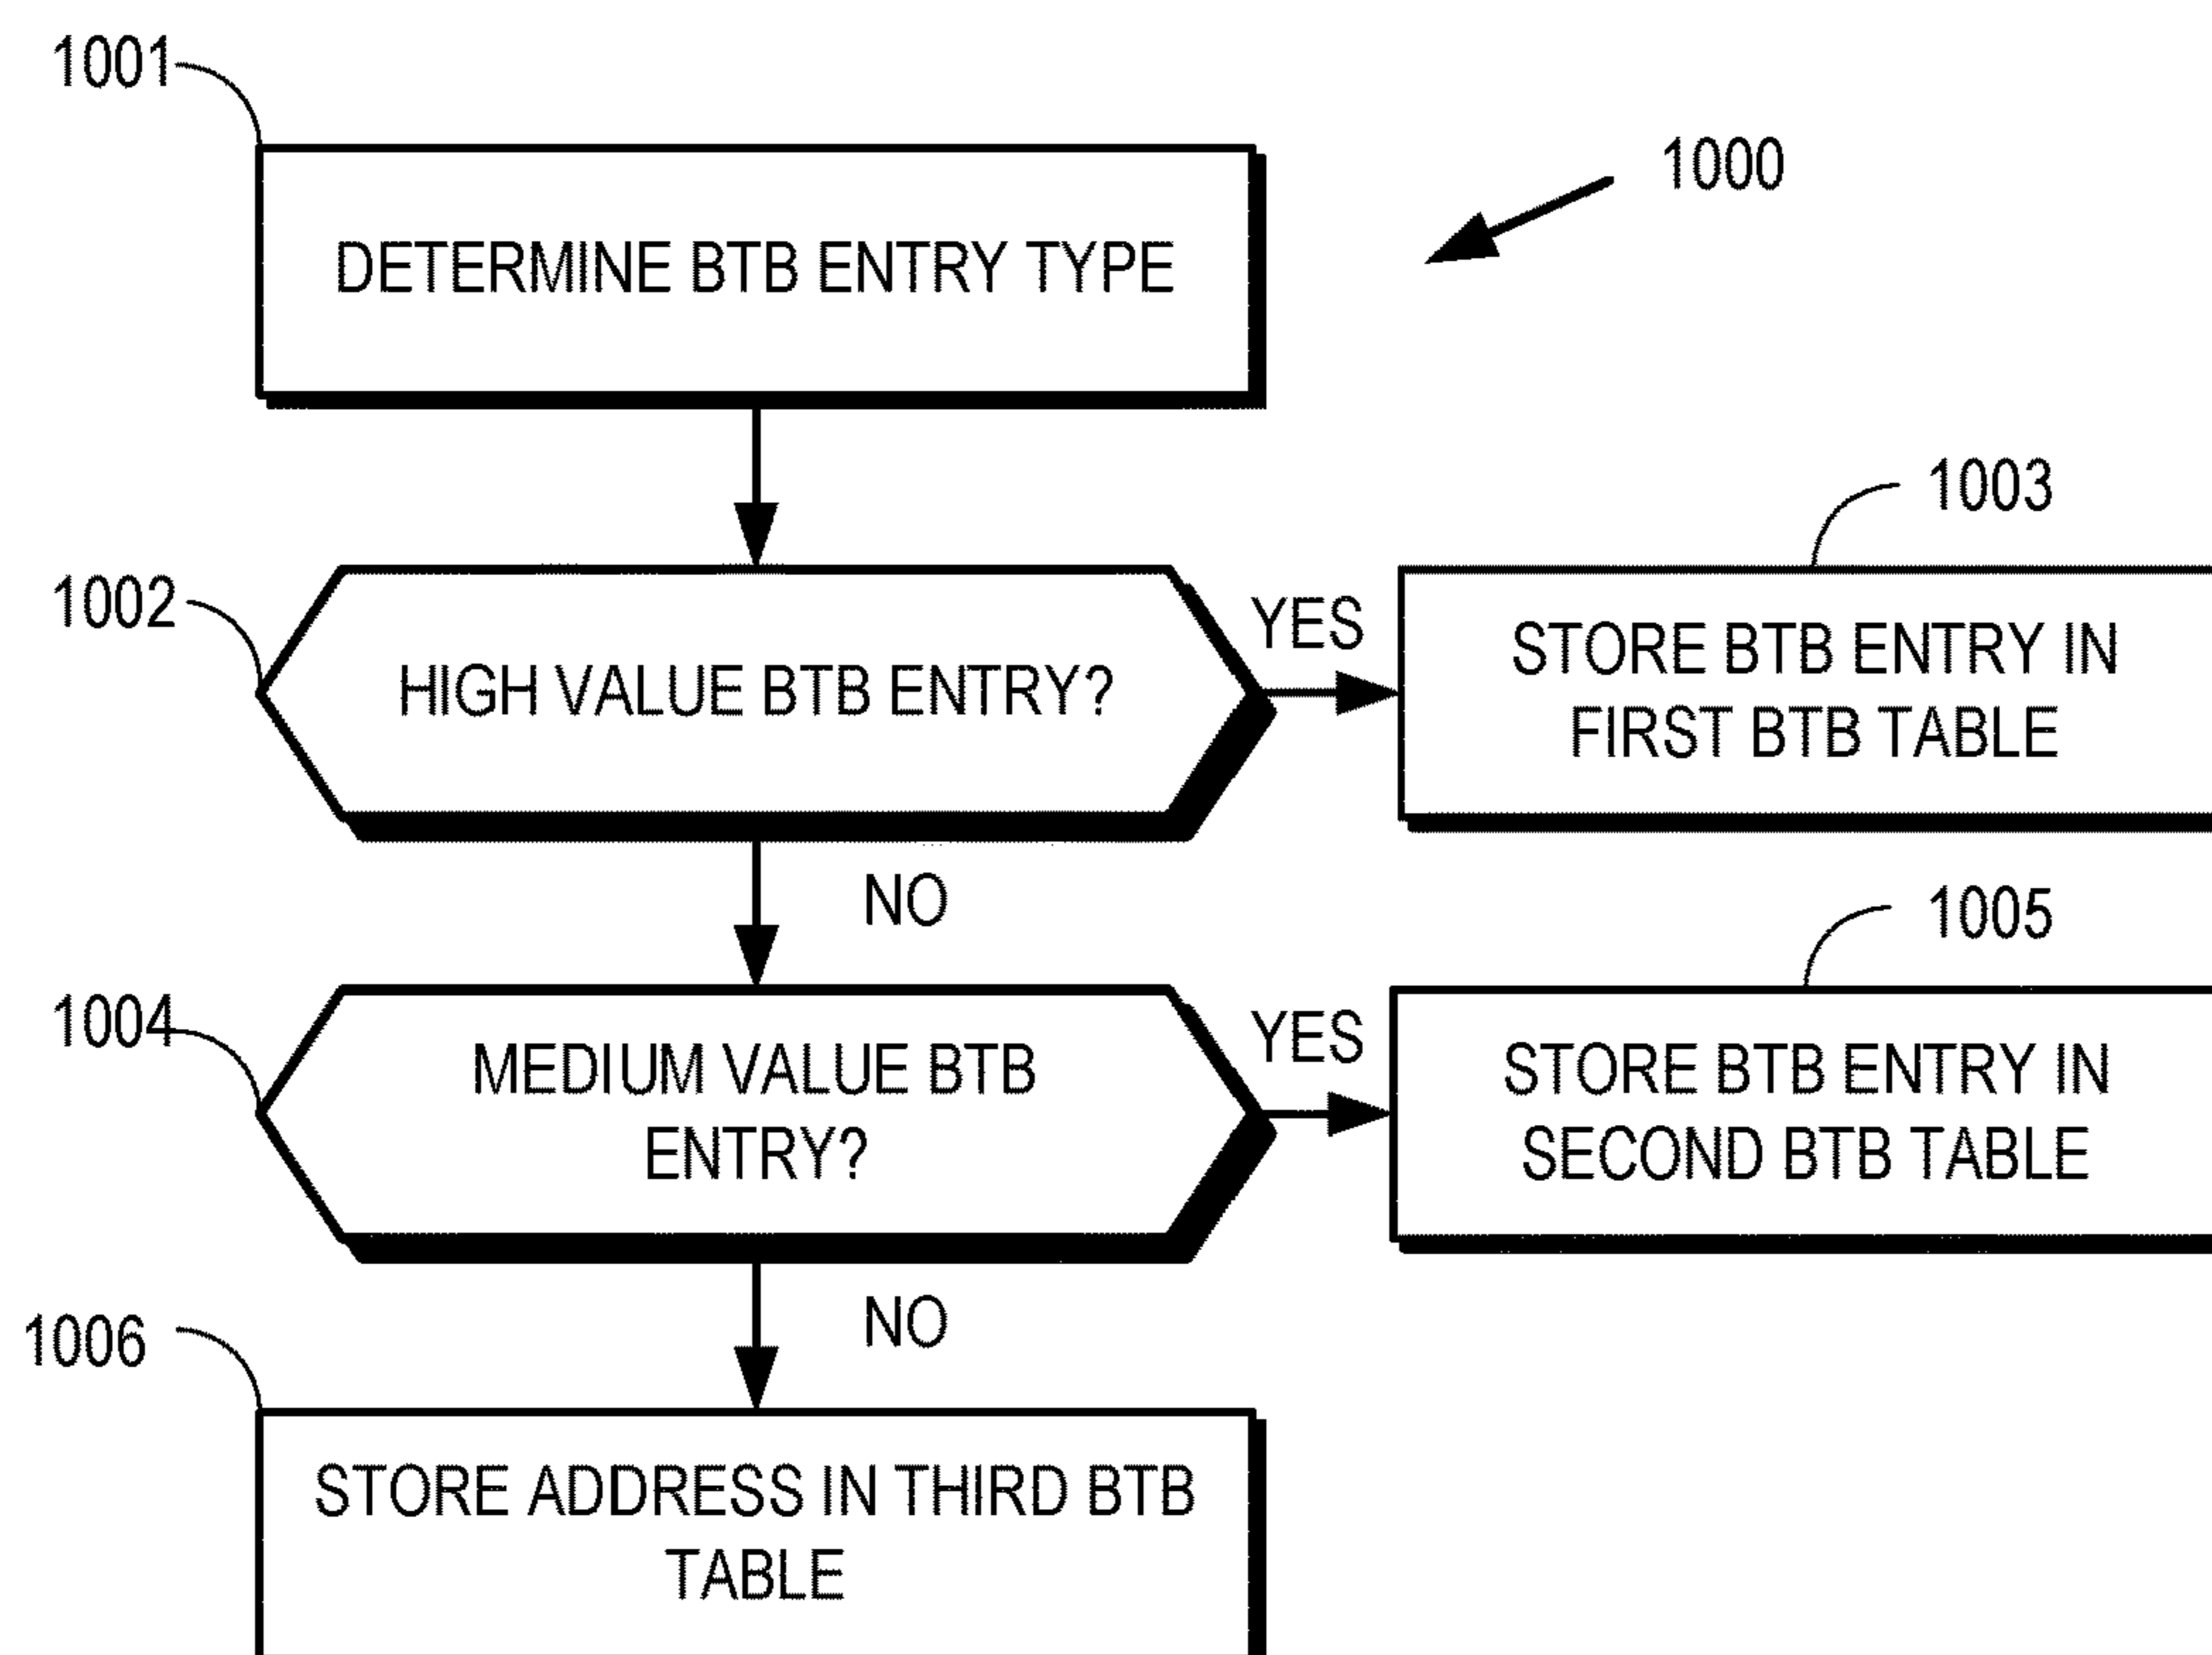 1001
1000
DETERMINE BTB ENTRY TYPE
1003
1002
HIGH VALUE BTB ENTRY?
YES
STORE BTB ENTRY IN
FIRST BTB TABLE
NO
1005
1004
MEDIUM VALUE BTB
ENTRY?
YES
STORE BTB ENTRY IN
SECOND BTB TABLE
NO
1006
STORE ADDRESS IN THIRD BTB
TABLE